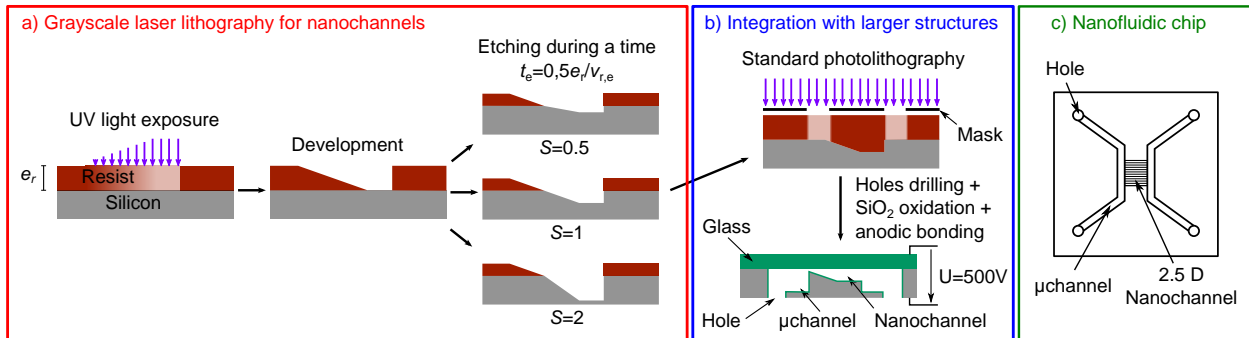 a) Grayscale laser lithography for nanochannels
UV light exposure
Resist
Silicon
eᵣ
Development
Etching during a time
tₑ=0,5eᵣ/vᵣ,ₑ
S=0.5
S=1
S=2
b) Integration with larger structures
Standard photolithography
Mask
Holes drilling +
SiO₂ oxidation +
anodic bonding
Glass
U=500V
Hole
µchannel
Nanochannel
c) Nanofluidic chip
Hole
µchannel
2.5 D
Nanochannel